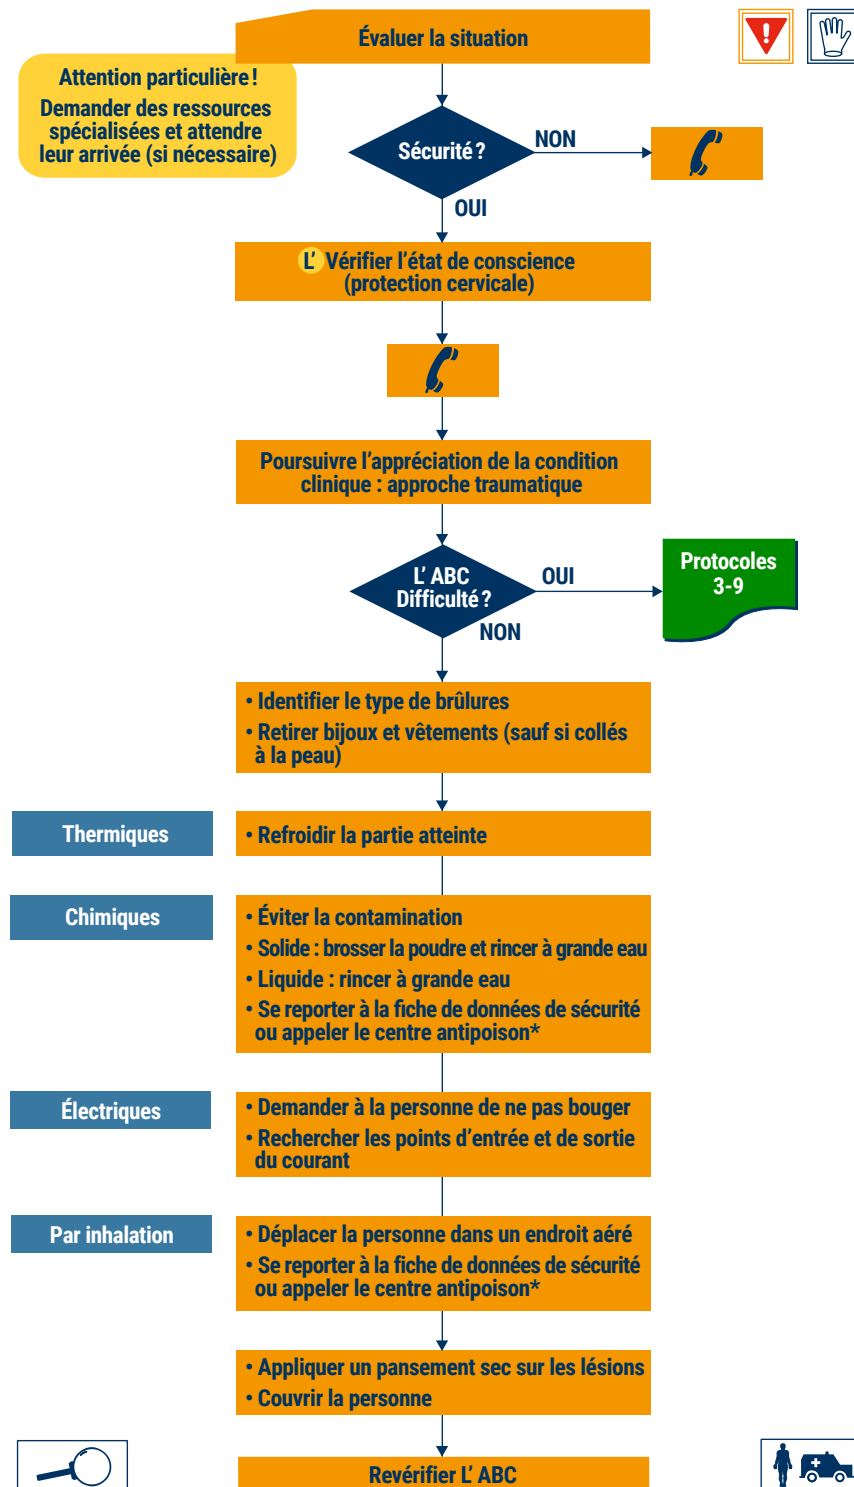 Évaluer la situation
Attention particulière !
Demander des ressources
spécialisées et attendre
leur arrivée (si nécessaire)
Sécurité ?
NON
OUI
L' Vérifier l'état de conscience
(protection cervicale)
Poursuivre l'appréciation de la condition
clinique : approche traumatique
L' ABC
Difficulté ?
OUI
Protocoles
3-9
NON
• Identifier le type de brûlures
• Retirer bijoux et vêtements (sauf si collés
à la peau)
Thermiques
• Refroidir la partie atteinte
Chimiques
• Éviter la contamination
• Solide : brosser la poudre et rincer à grande eau
• Liquide : rincer à grande eau
• Se reporter à la fiche de données de sécurité
ou appeler le centre antipoison*
Électriques
• Demander à la personne de ne pas bouger
• Rechercher les points d'entrée et de sortie
du courant
Par inhalation
• Déplacer la personne dans un endroit aéré
• Se reporter à la fiche de données de sécurité
ou appeler le centre antipoison*
• Appliquer un pansement sec sur les lésions
• Couvrir la personne
Revérifier L' ABC